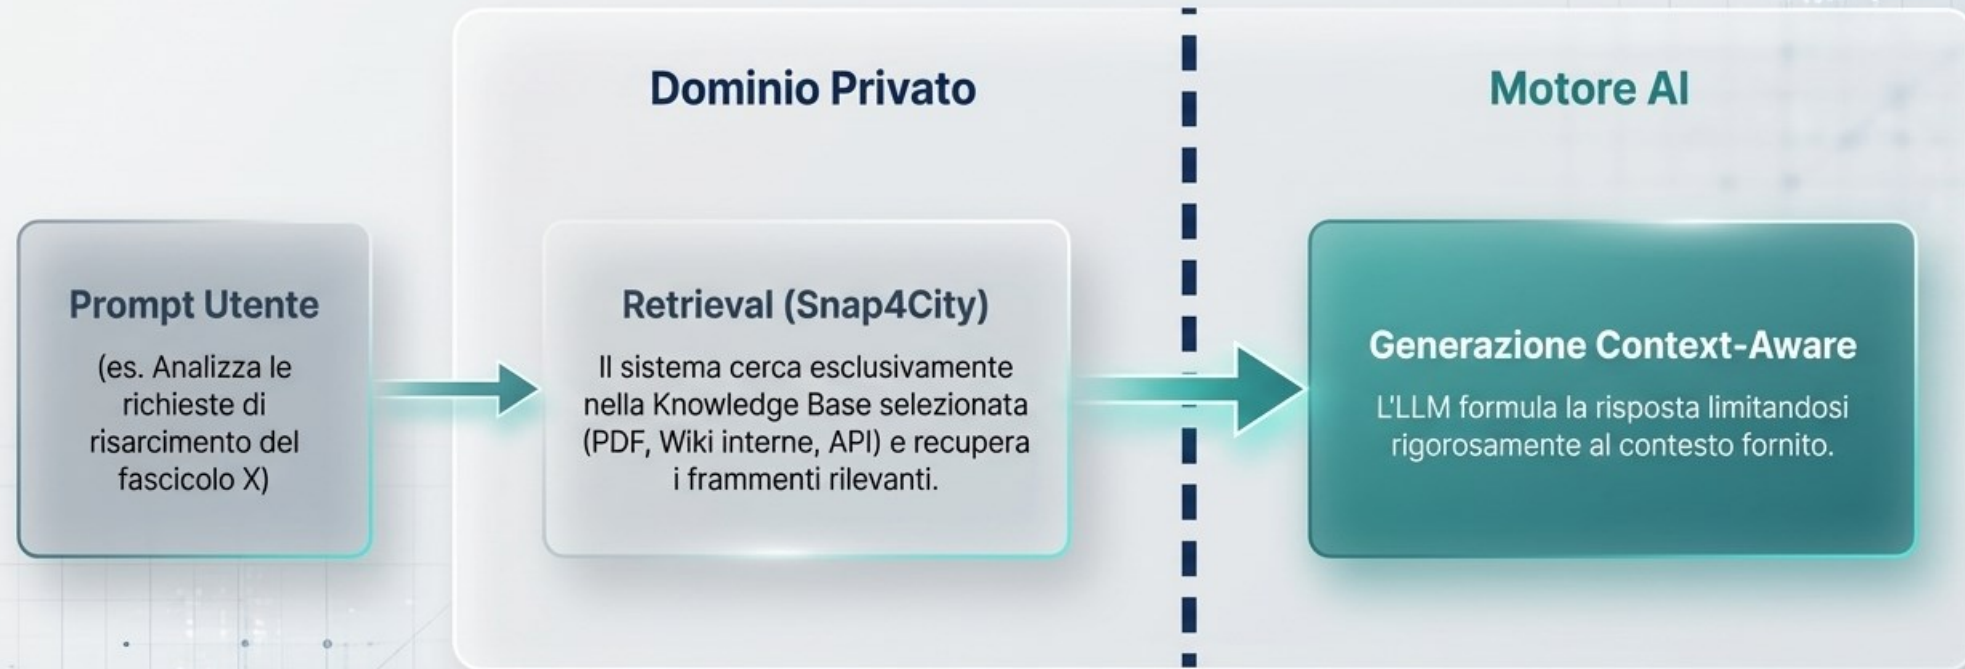 Dominio Privato
Motore AI
Prompt Utente
(es. Analizza le
richieste di
risarcimento del
fascicolo X)
Retrieval (Snap4City)
Il sistema cerca esclusivamente
nella Knowledge Base selezionata
(PDF, Wiki interne, API) e recupera
i frammenti rilevanti.
Generazione Context-Aware
L'LLM formula la risposta limitandosi
rigorosamente al contesto fornito.